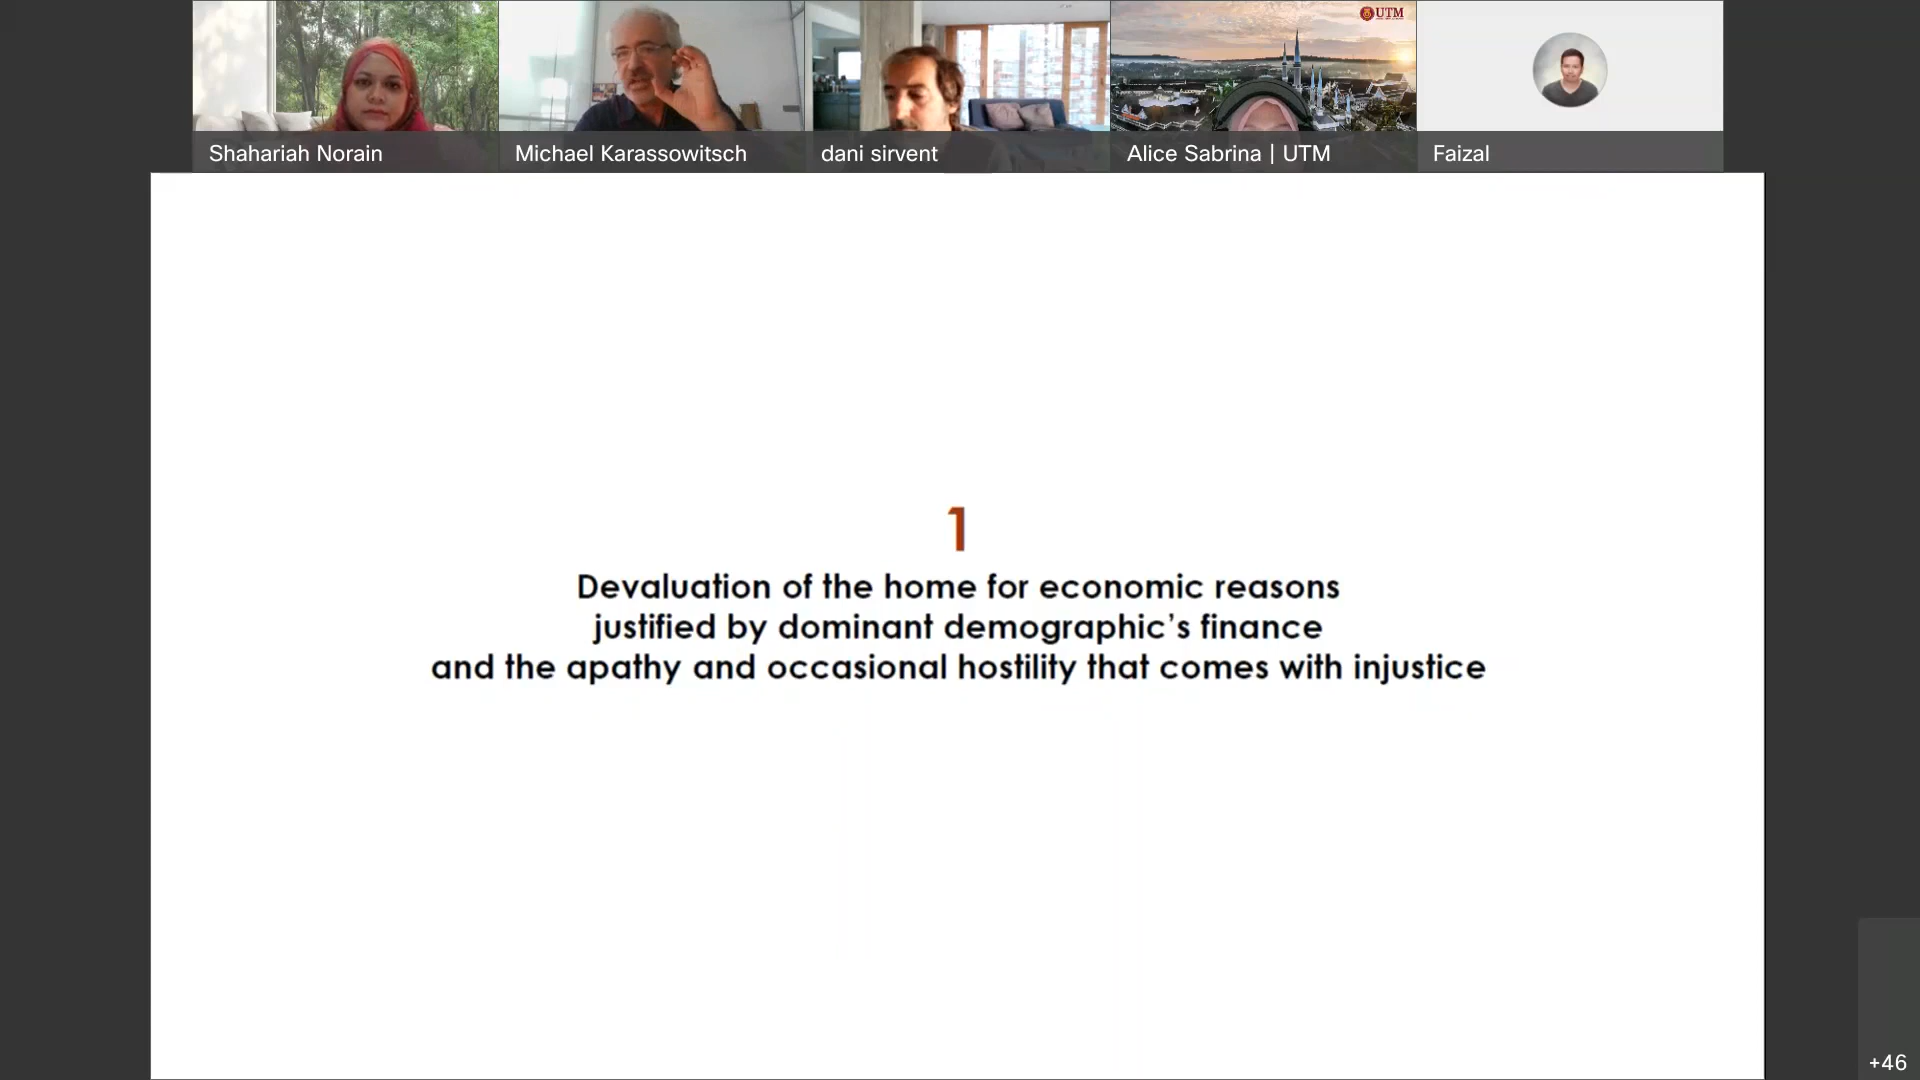 UTM
Shahariah Norain
Michael Karassowitsch
dani sirvent
Alice Sabrina | UTM
Faizal
1
Devaluation of the home for economic reasons
justified by dominant demographic’s finance
and the apathy and occasional hostility that comes with injustice
+46